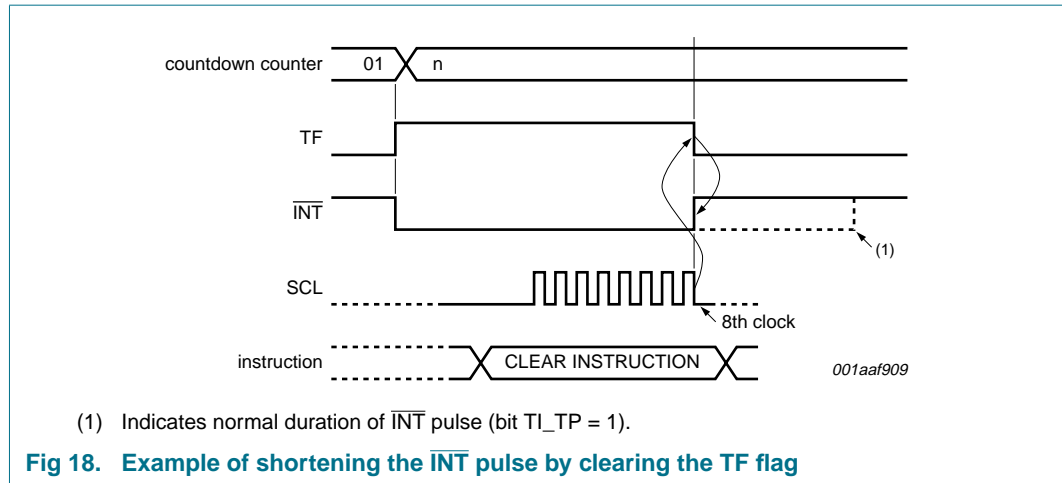 countdown counter 01 n
TF
INT
(1)
SCL
8th clock
instruction CLEAR INSTRUCTION
001aaf909
(1) Indicates normal duration of INT pulse (bit TI_TP = 1).
Fig 18. Example of shortening the INT pulse by clearing the TF flag